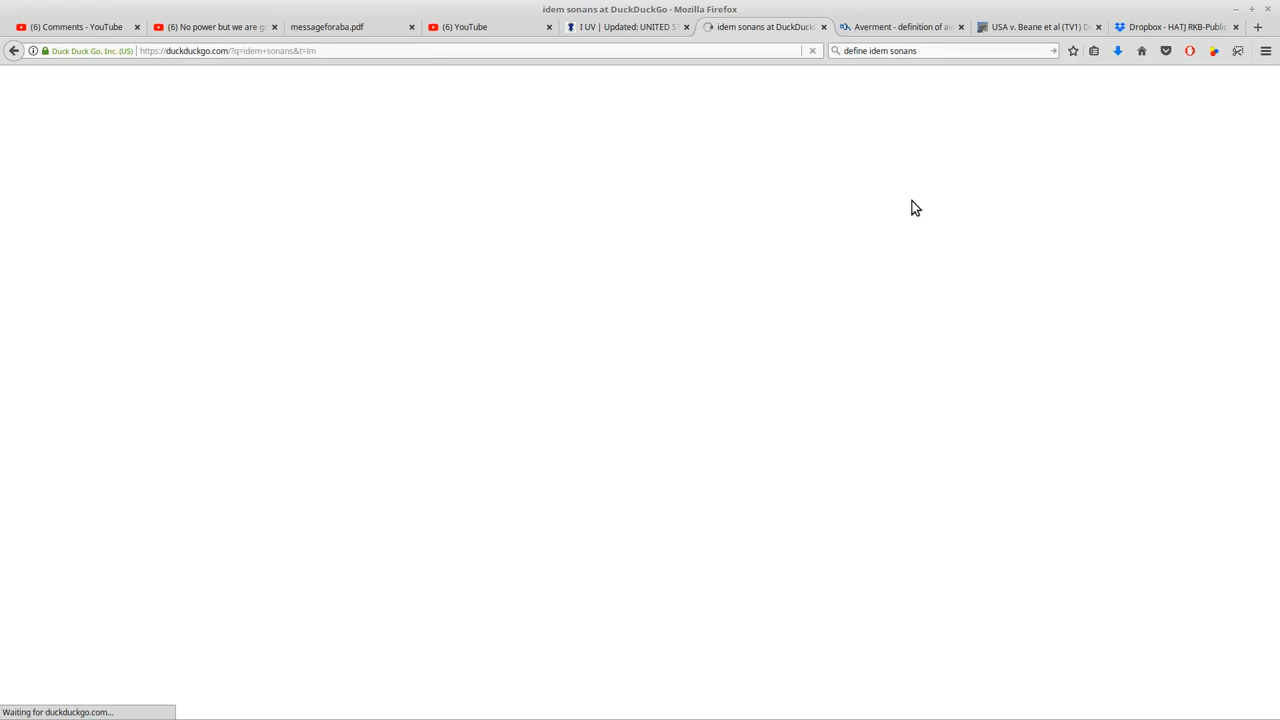 idem sonans at DuckDuckGo - Mozilla Firefox
(6) Comments - YouTube
(6) No power but we are g
messageforaba.pdf
(6) YouTube
I UV | Updated: UNITED S
idem sonans at DuckDuckG
Averment - definition of av
USA v. Beane et al (TV1) D
Dropbox - HATJ RKB-Public
Duck Duck Go, Inc. (US)
https://duckduckgo.com/?q=idem+sonans&t=lm
define idem sonans
Waiting for duckduckgo.com...